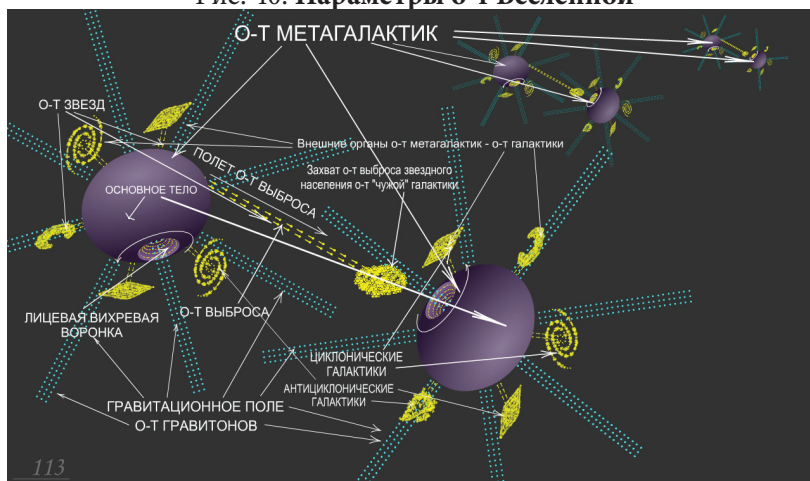 Рис. 40. Параметры о-т Вселенной
О-Т МЕТАГАЛАКТИК
О-Т ЗВЕЗД
Внешние органы о-т метагалактик - о-т галактики
Захват о-т выброса звездного
населения о-т "чужой" галактики
ПОЛЕТ О-Т ВЫБРОСА
ОСНОВНОЕ ТЕЛО
ЛИЦЕВАЯ ВИХРЕВАЯ
ВОРОНКА
О-Т ВЫБРОСА
ЦИКЛОНИЧЕСКИЕ
ГАЛАКТИКИ
АНТИЦИКЛОНИЧЕСКИЕ
ГАЛАКТИКИ
ГРАВИТАЦИОННОЕ ПОЛЕ
О-Т ГРАВИТОНОВ
113